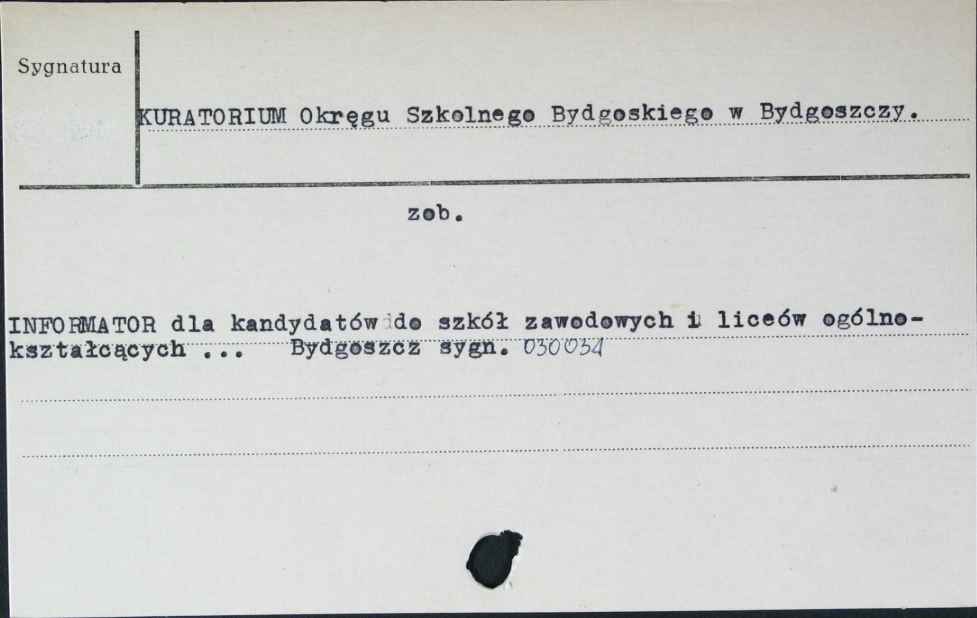 Sygnatura
KURATORIUM Okręgu Szkolnego Bydgoskiego w Bydgoszczy.
zob.
INFORMATOR dla kandydatów do szkół zawodowych i liceów ogólno-
kształcących ... Bydgoszcz sygn. 030034